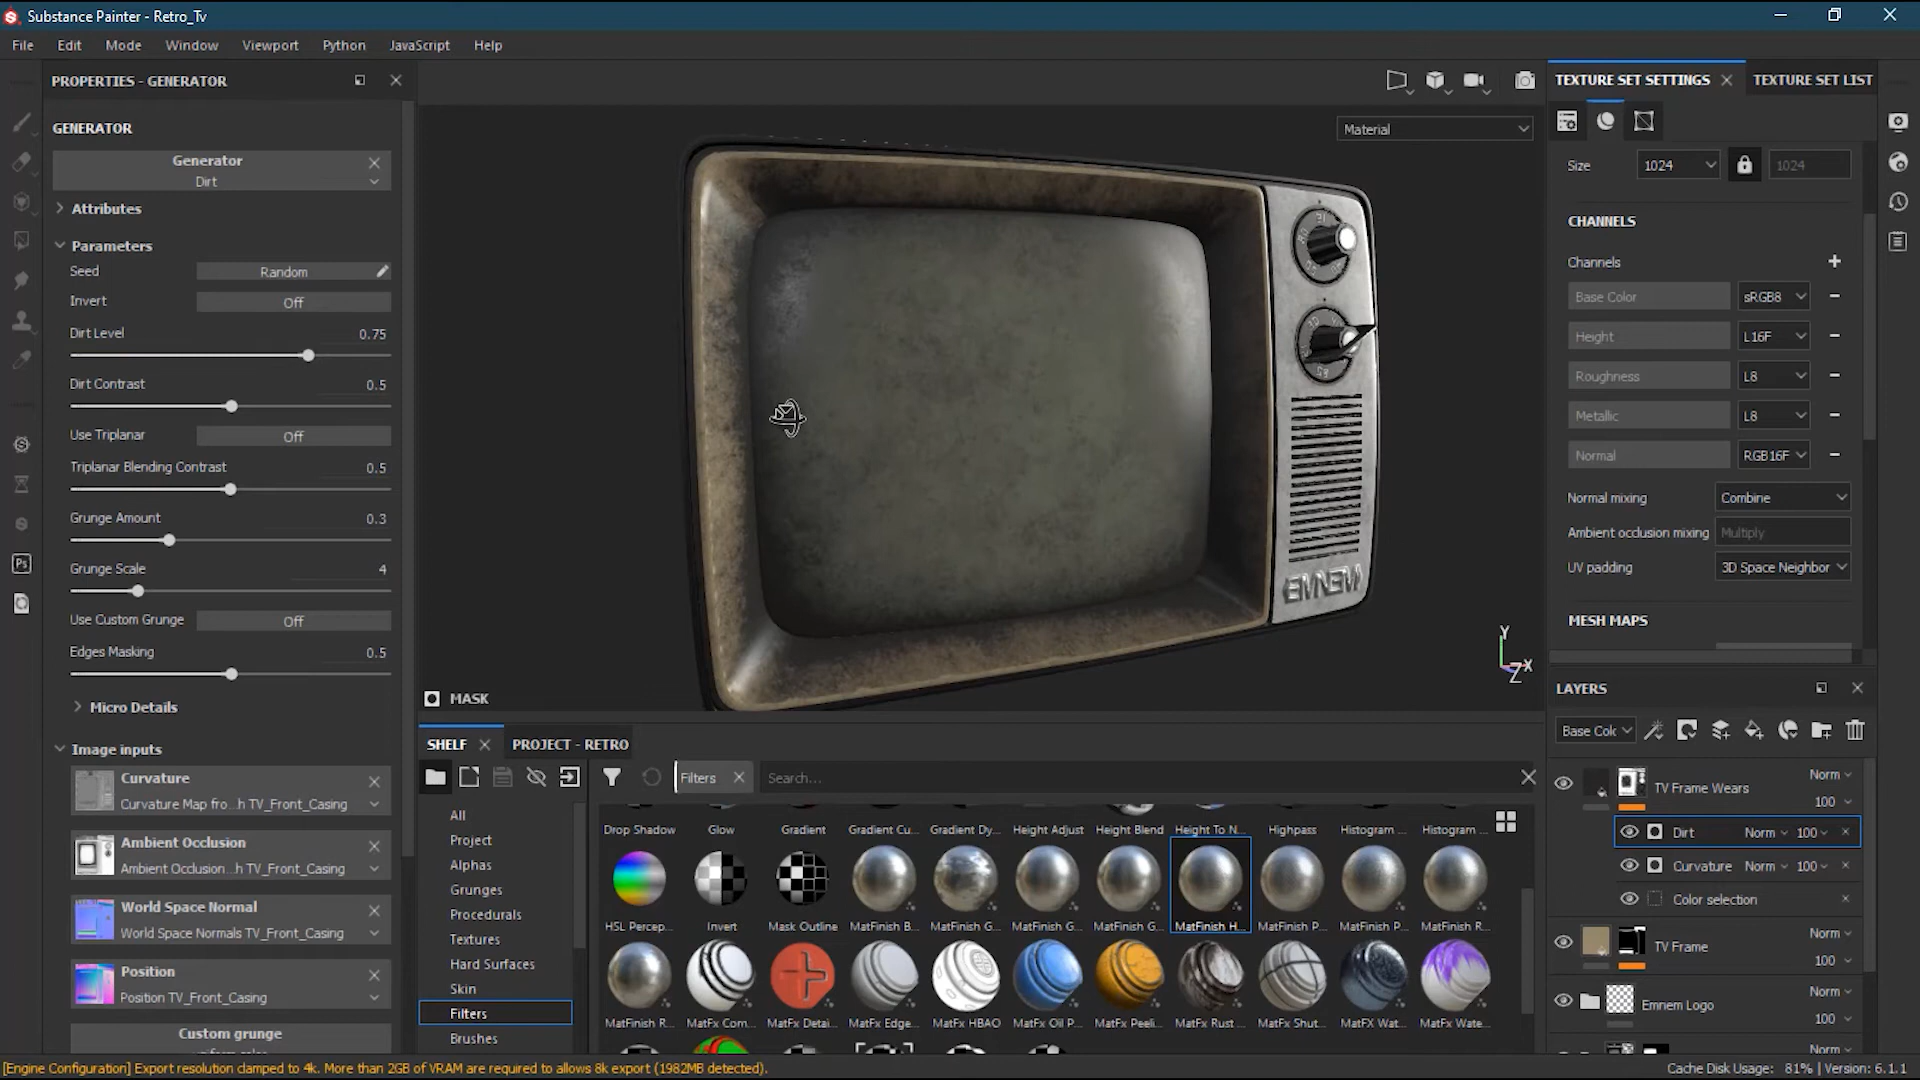 Substance Painter - Retro_Tv
File Edit Mode Window Viewport Python JavaScript Help
PROPERTIES - GENERATOR
GENERATOR
Generator
Dirt
Attributes
Parameters
Seed Random
Invert Off
Dirt Level 0.75
Dirt Contrast 0.5
Use Triplanar Off
Triplanar Blending Contrast 0.5
Grunge Amount 0.3
Grunge Scale 4
Use Custom Grunge Off
Edges Masking 0.5
Micro Details
Image inputs
Curvature
Curvature Map fro...h TV_Front_Casing
Ambient Occlusion
Ambient Occlusion...h TV_Front_Casing
World Space Normal
World Space Normals TV_Front_Casing
Position
Position TV_Front_Casing
Custom grunge
Ps
Material
EMNEM
Y
X
Z
MASK
SHELF PROJECT - RETRO
Filters Search...
All
Project
Alphas
Grunges
Procedurals
Textures
Hard Surfaces
Skin
Filters
Brushes
Drop Shadow Glow Gradient Gradient Cu... Gradient Dy... Height Adjust Height Blend Height To N... Highpass Histogram ... Histogram ...
HSL Percep... Invert Mask Outline MatFinish B... MatFinish G... MatFinish G... MatFinish G... MatFinish H... MatFinish P... MatFinish P... MatFinish R...
MatFinish R... MatFx Com... MatFx Detai... MatFx Edge... MatFx HBAO MatFx Oil P... MatFx Peeli... MatFx Rust ... MatFx Shut... MatFX Wat... MatFx Wate...
TEXTURE SET SETTINGS TEXTURE SET LIST
Size 1024 1024
CHANNELS
Channels
Base Color sRGB8
Height L16F
Roughness L8
Metallic L8
Normal RGB16F
Normal mixing Combine
Ambient occlusion mixing Multiply
UV padding 3D Space Neighbor
MESH MAPS
LAYERS
Base Col
TV Frame Wears Norm 100
Dirt Norm 100
Curvature Norm 100
Color selection
TV Frame Norm 100
Emnem Logo Norm 100
Norm
[Engine Configuration] Export resolution clamped to 4k. More than 2GB of VRAM are required to allows 8k export (1982MB detected).
Cache Disk Usage: 81% | Version: 6.1.1